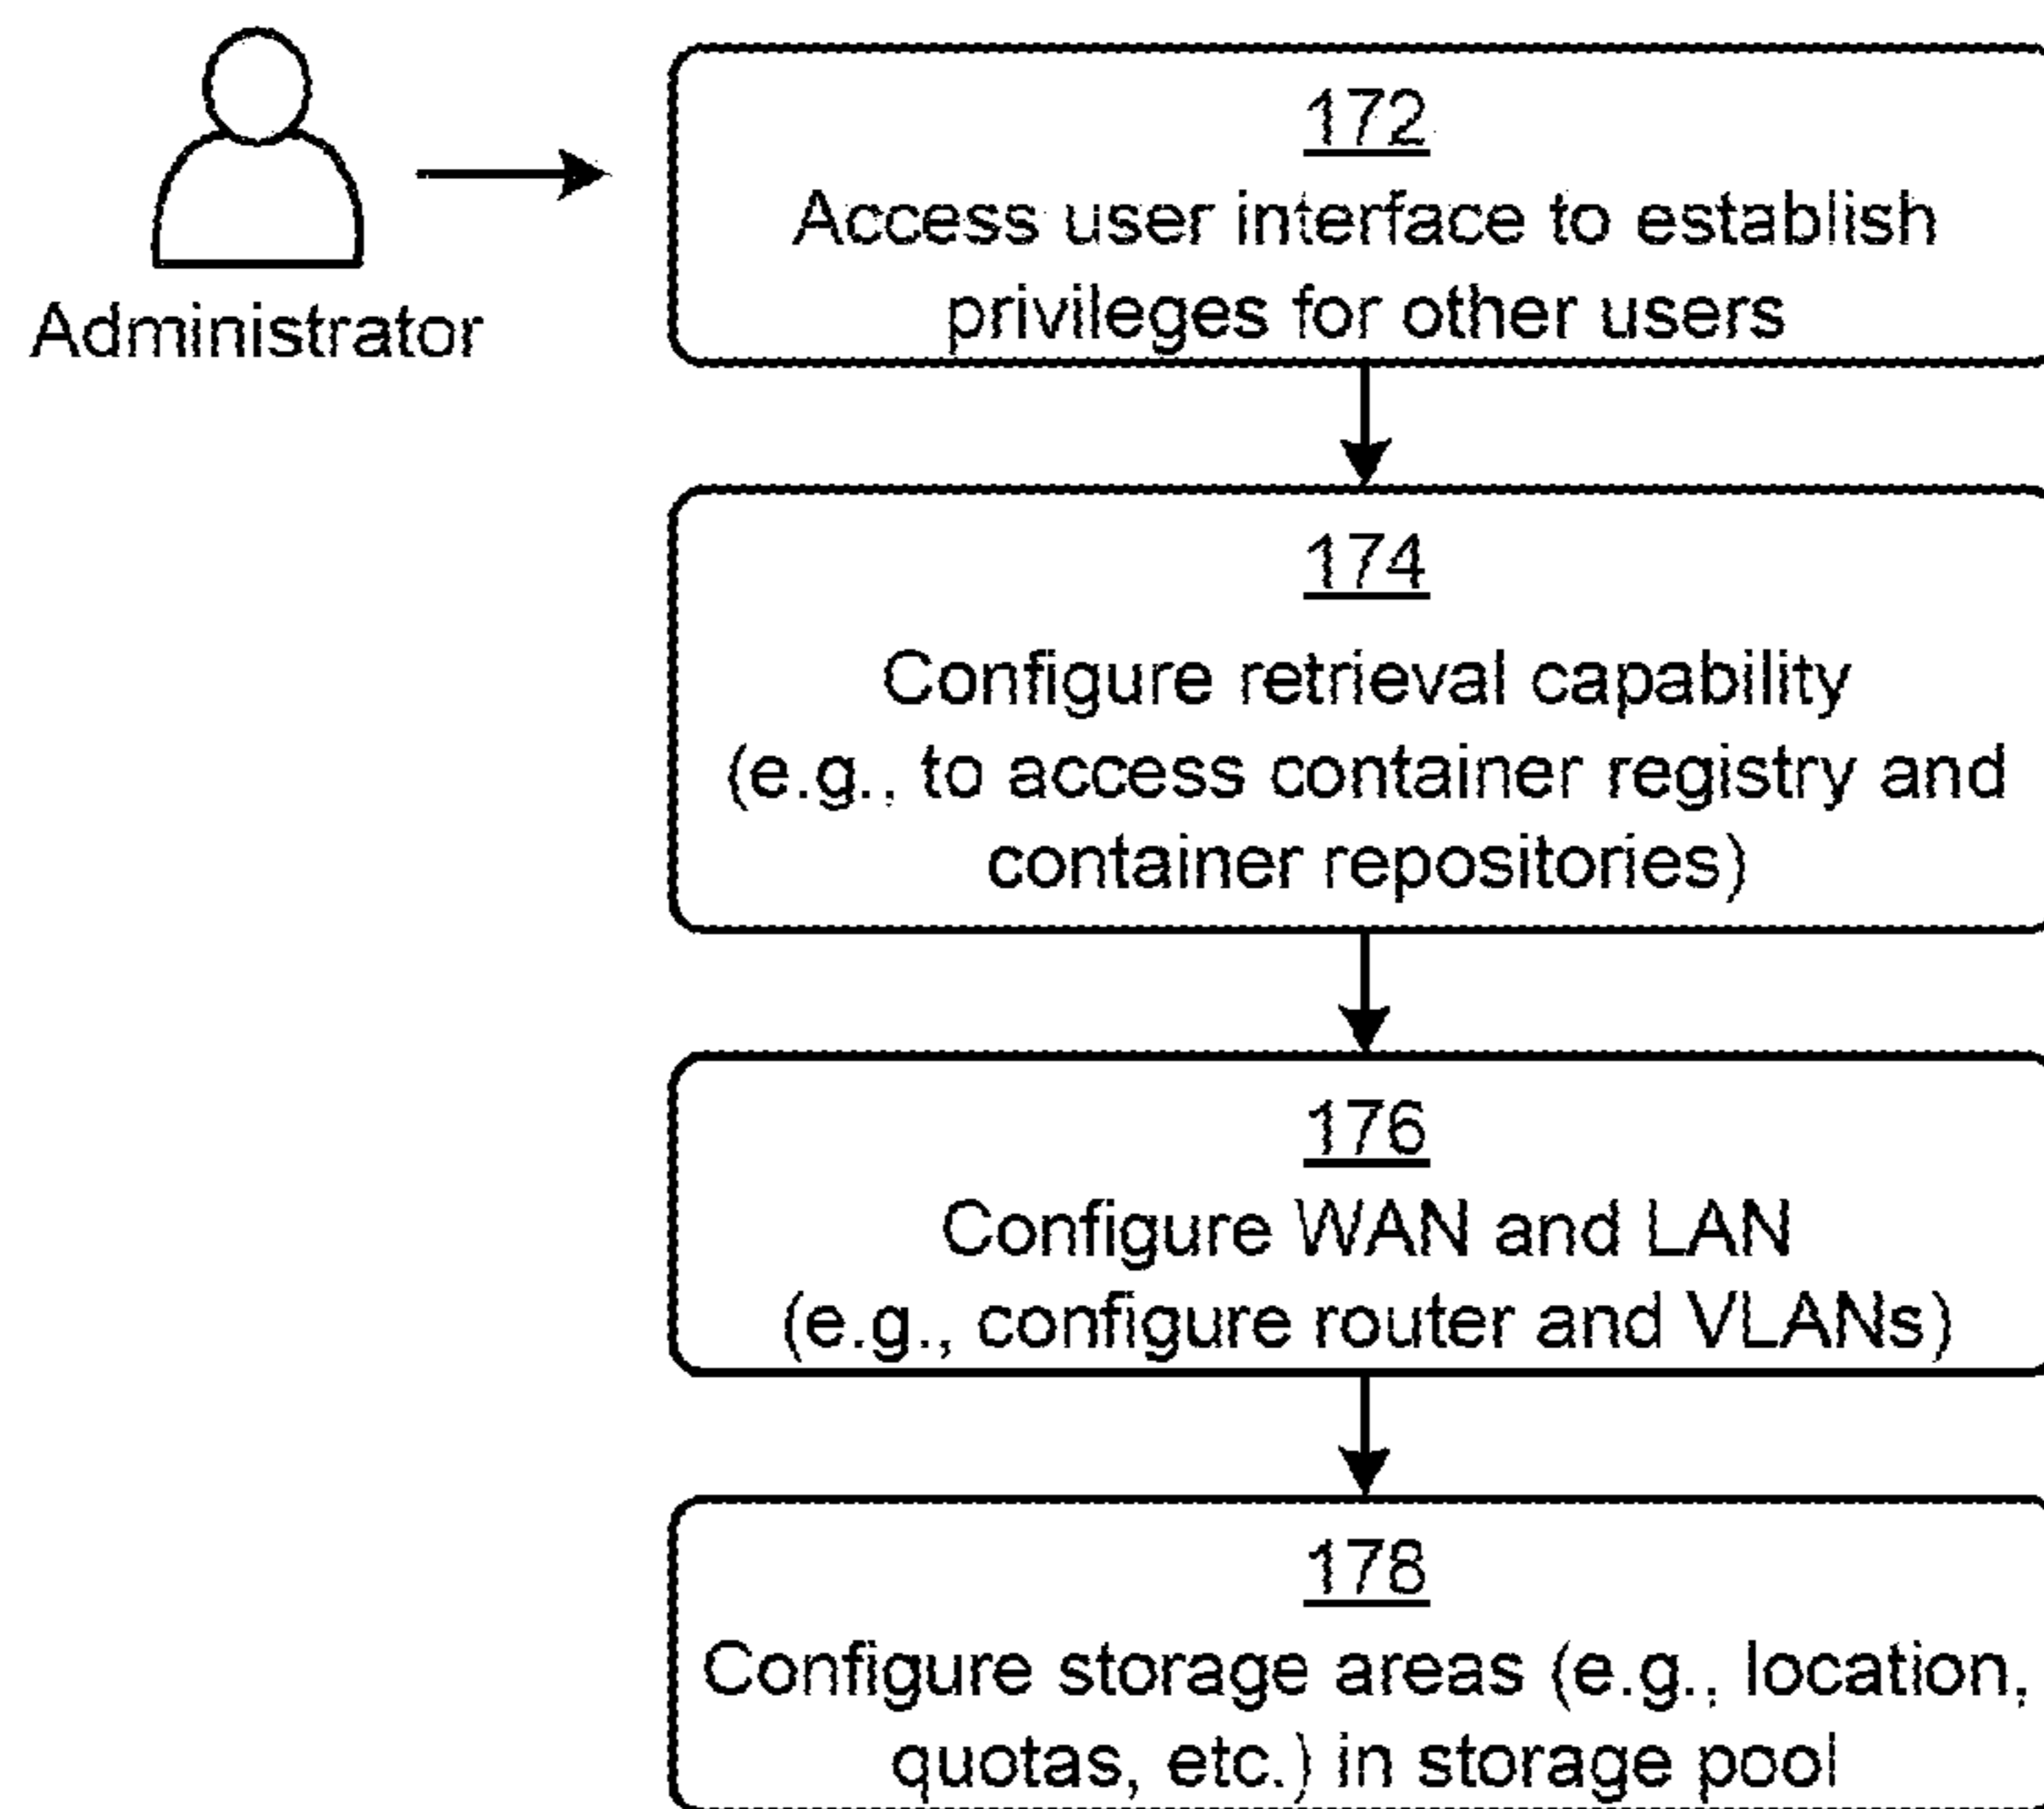 172
Access user interface to establish
privileges for other users
Administrator
174
Configure retrieval capability
(e.g., to access container registry and
container repositories)
176
Configure WAN and LAN
(e.g., configure router and VLANs)
178
Configure storage areas (e.g., location,
quotas, etc.) in storage pool